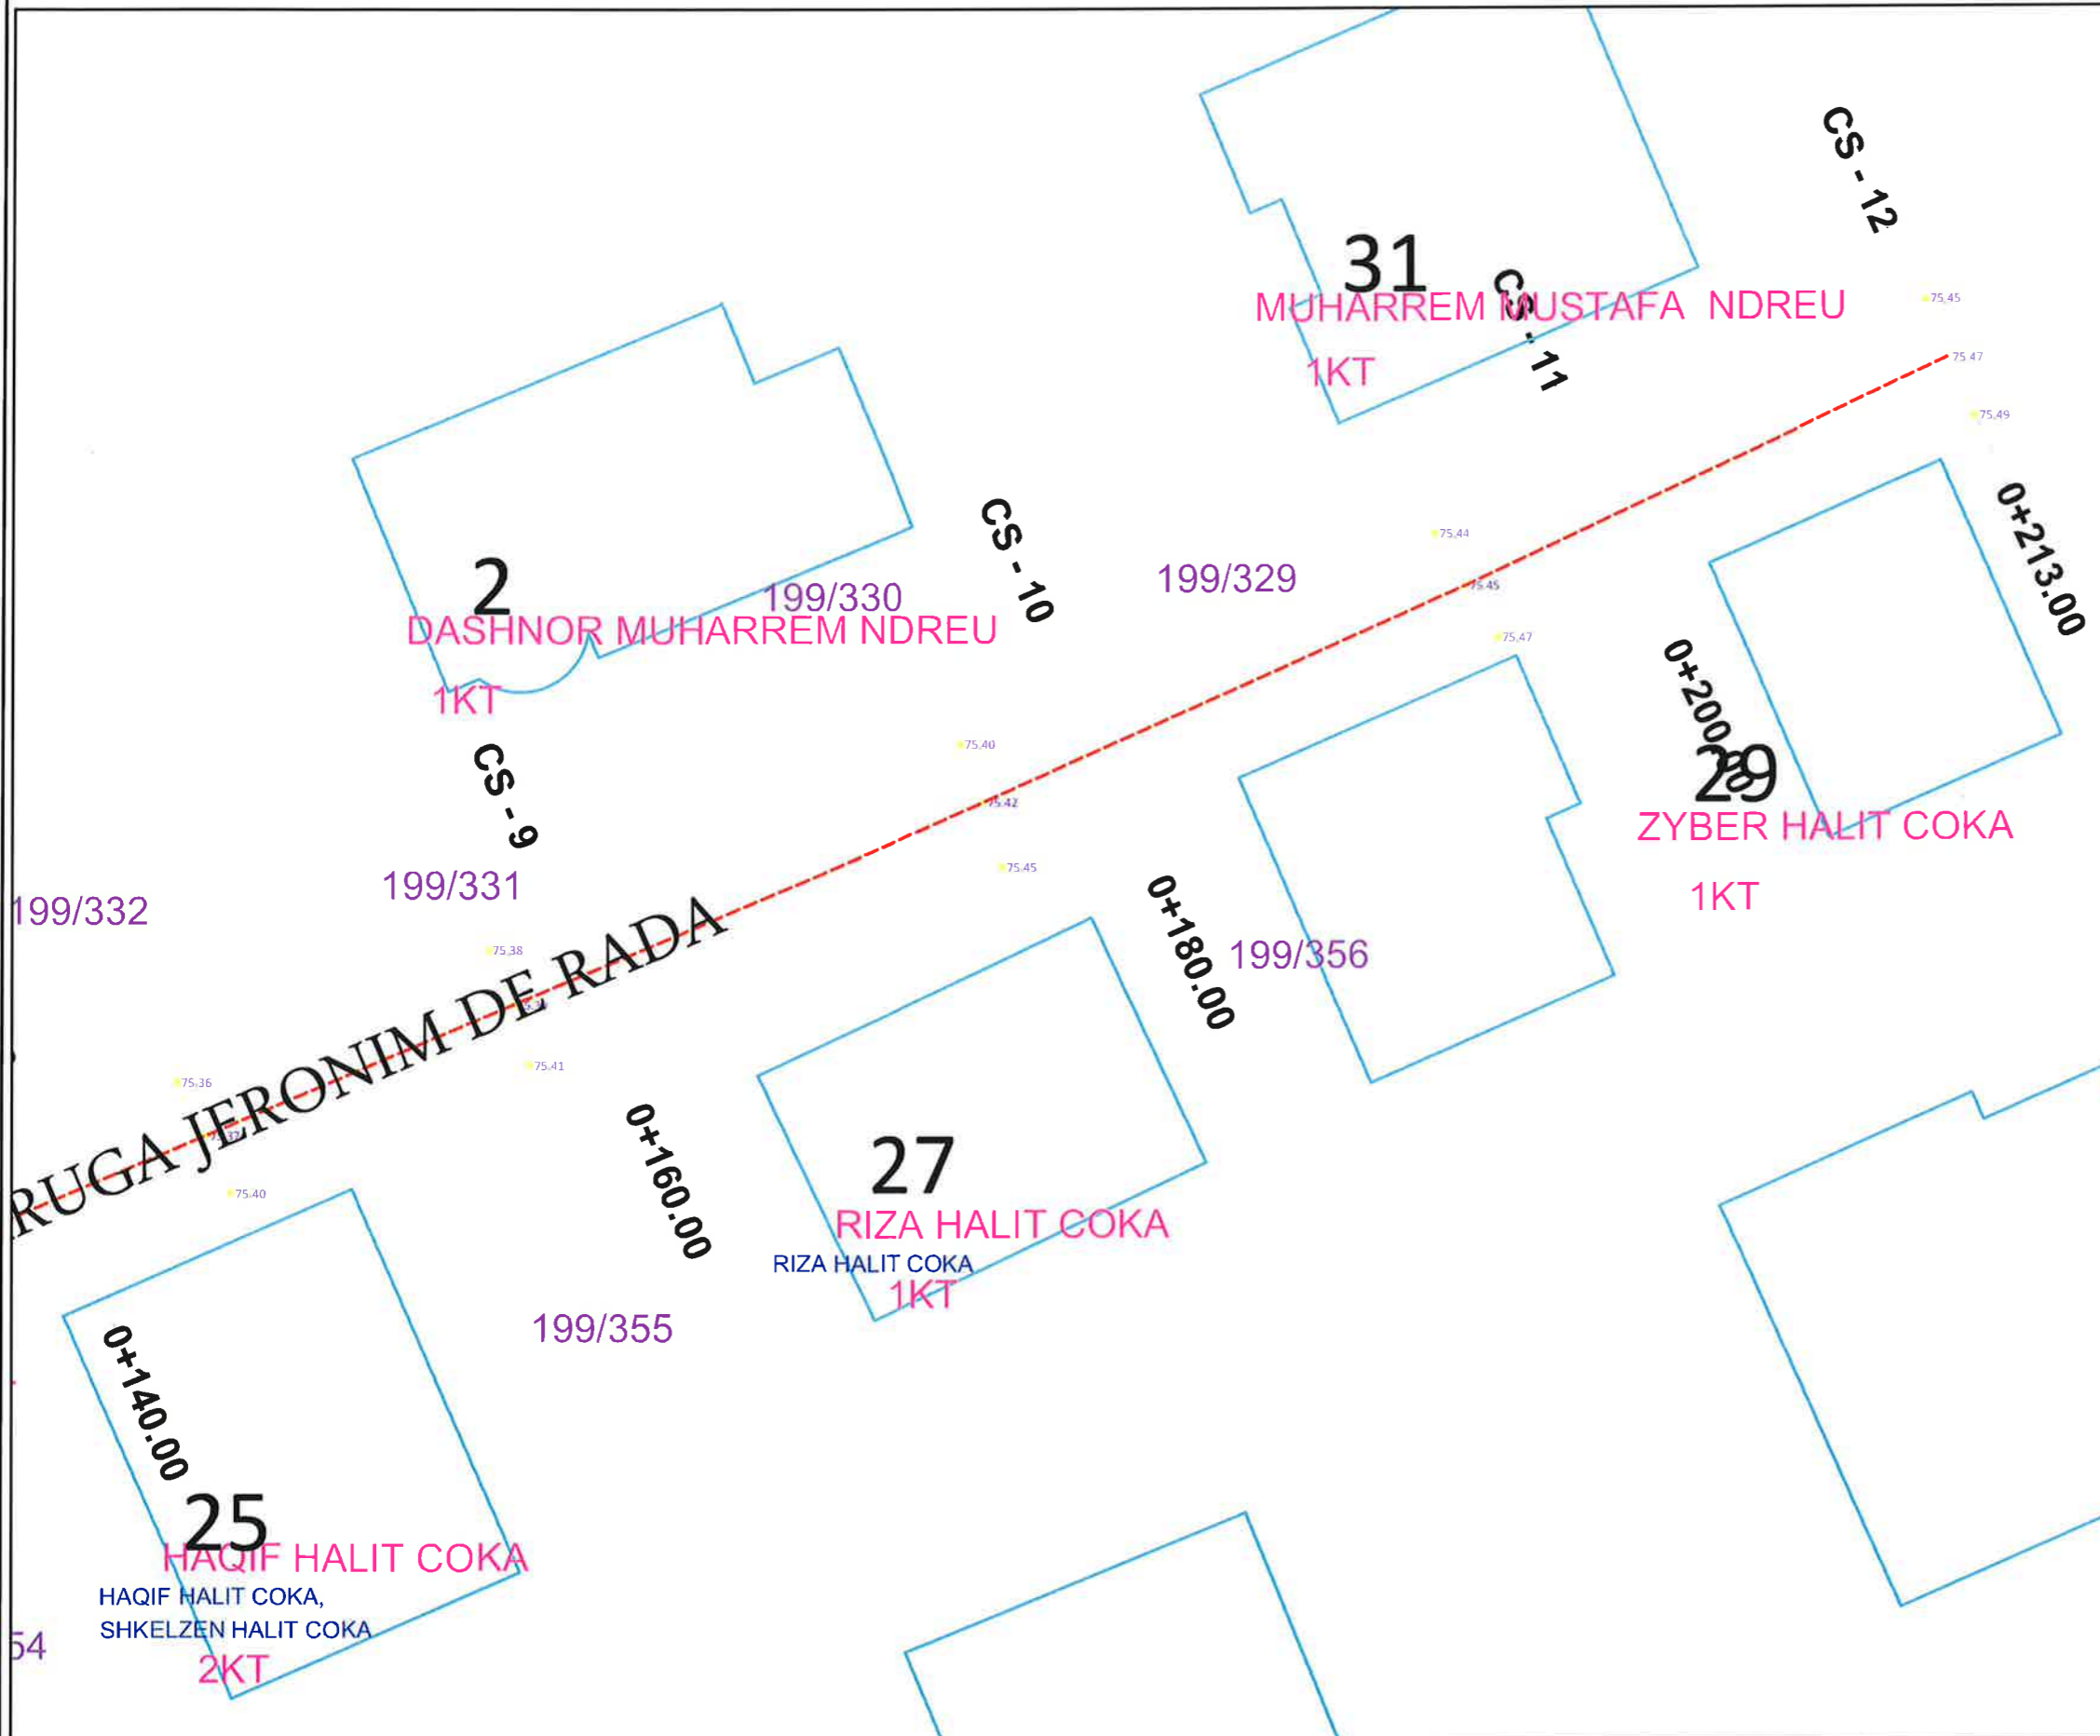 CS - 12
31
CS - 11
MUHARREM MUSTAFA NDREU
1KT
75.45
75.47
75.49
2
199/330
DASHNOR MUHARREM NDREU
1KT
CS - 10
199/329
75.44
75.45
75.47
0+213.00
CS - 9
75.40
75.42
75.45
29
ZYBER HALIT COKA
1KT
199/332
199/331
75.38
75.41
RUGA JERONIM DE RADA
0+180.00
199/356
75.36
75.40
0+160.00
27
RIZA HALIT COKA
RIZA HALIT COKA
1KT
199/355
0+140.00
25
HAQIF HALIT COKA
HAQIF HALIT COKA,
SHKELZEN HALIT COKA
2KT
54